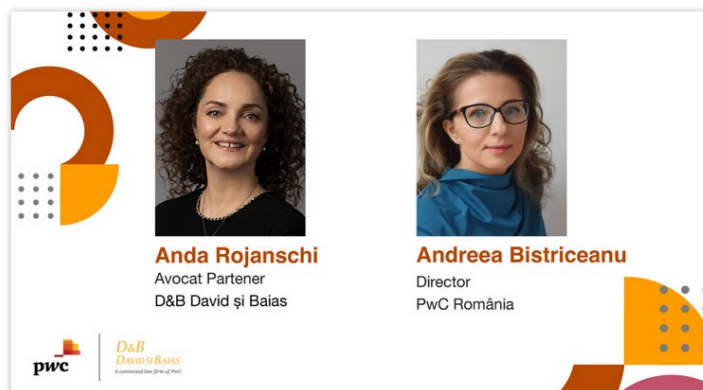 Anda Rojanschi
Avocat Partener
D&B David și Baias
Andreea Bistriceanu
Director
PwC România
pwc
D&B
DAVID ȘI BAIAS
A connected law firm of PwC